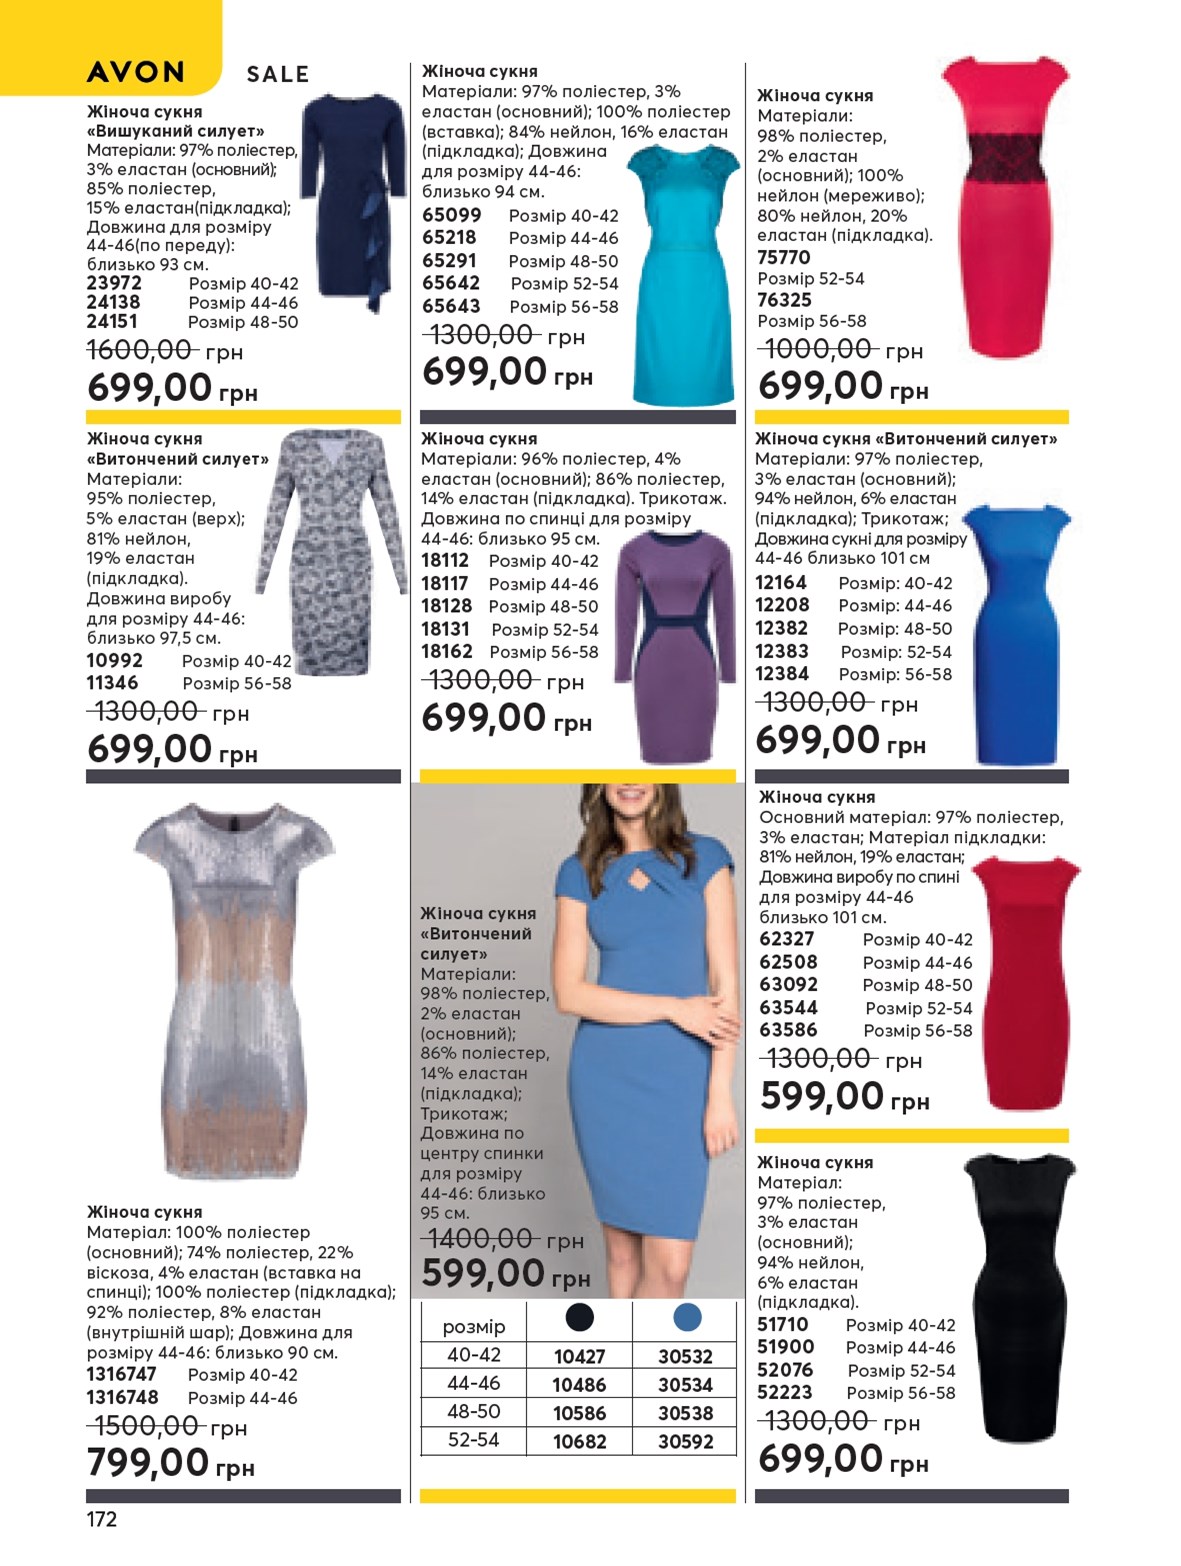 AVON SALE
Жіноча сукня
«Вишуканий силует»
Матеріали: 97% поліестер,
3% еластан (основний);
85% поліестер,
15% еластан(підкладка);
Довжина для розміру
44-46(по переду):
близько 93 см.
23972 Розмір 40-42
24138 Розмір 44-46
24151 Розмір 48-50
1600,00 грн
699,00 грн
Жіноча сукня
Матеріали: 97% поліестер, 3%
еластан (основний); 100% поліестер
(вставка); 84% нейлон, 16% еластан
(підкладка); Довжина
для розміру 44-46:
близько 94 см.
65099 Розмір 40-42
65218 Розмір 44-46
65291 Розмір 48-50
65642 Розмір 52-54
65643 Розмір 56-58
1300,00 грн
699,00 грн
Жіноча сукня
Матеріали:
98% поліестер,
2% еластан
(основний); 100%
нейлон (мереживо);
80% нейлон, 20%
еластан (підкладка).
75770
Розмір 52-54
76325
Розмір 56-58
1000,00 грн
699,00 грн
Жіноча сукня
«Витончений силует»
Матеріали:
95% поліестер,
5% еластан (верх);
81% нейлон,
19% еластан
(підкладка).
Довжина виробу
для розміру 44-46:
близько 97,5 см.
10992 Розмір 40-42
11346 Розмір 56-58
1300,00 грн
699,00 грн
Жіноча сукня
Матеріали: 96% поліестер, 4%
еластан (основний); 86% поліестер,
14% еластан (підкладка). Трикотаж.
Довжина по спинці для розміру
44-46: близько 95 см.
18112 Розмір 40-42
18117 Розмір 44-46
18128 Розмір 48-50
18131 Розмір 52-54
18162 Розмір 56-58
1300,00 грн
699,00 грн
Жіноча сукня «Витончений силует»
Матеріали: 97% поліестер,
3% еластан (основний);
94% нейлон, 6% еластан
(підкладка); Трикотаж;
Довжина сукні для розміру
44-46 близько 101 см
12164 Розмір: 40-42
12208 Розмір: 44-46
12382 Розмір: 48-50
12383 Розмір: 52-54
12384 Розмір: 56-58
1300,00 грн
699,00 грн
Жіноча сукня
Матеріал: 100% поліестер
(основний); 74% поліестер, 22%
віскоза, 4% еластан (вставка на
спинці); 100% поліестер (підкладка);
92% поліестер, 8% еластан
(внутрішній шар); Довжина для
розміру 44-46: близько 90 см.
1316747 Розмір 40-42
1316748 Розмір 44-46
1500,00 грн
799,00 грн
Жіноча сукня
«Витончений
силует»
Матеріали:
98% поліестер,
2% еластан
(основний);
86% поліестер,
14% еластан
(підкладка);
Трикотаж;
Довжина по
центру спинки
для розміру
44-46: близько
95 см.
1400,00 грн
599,00 грн
розмір
40-42 10427 30532
44-46 10486 30534
48-50 10586 30538
52-54 10682 30592
Жіноча сукня
Основний матеріал: 97% поліестер,
3% еластан; Матеріал підкладки:
81% нейлон, 19% еластан;
Довжина виробу по спині
для розміру 44-46
близько 101 см.
62327 Розмір 40-42
62508 Розмір 44-46
63092 Розмір 48-50
63544 Розмір 52-54
63586 Розмір 56-58
1300,00 грн
599,00 грн
Жіноча сукня
Матеріал:
97% поліестер,
3% еластан
(основний);
94% нейлон,
6% еластан
(підкладка).
51710 Розмір 40-42
51900 Розмір 44-46
52076 Розмір 52-54
52223 Розмір 56-58
1300,00 грн
699,00 грн
172